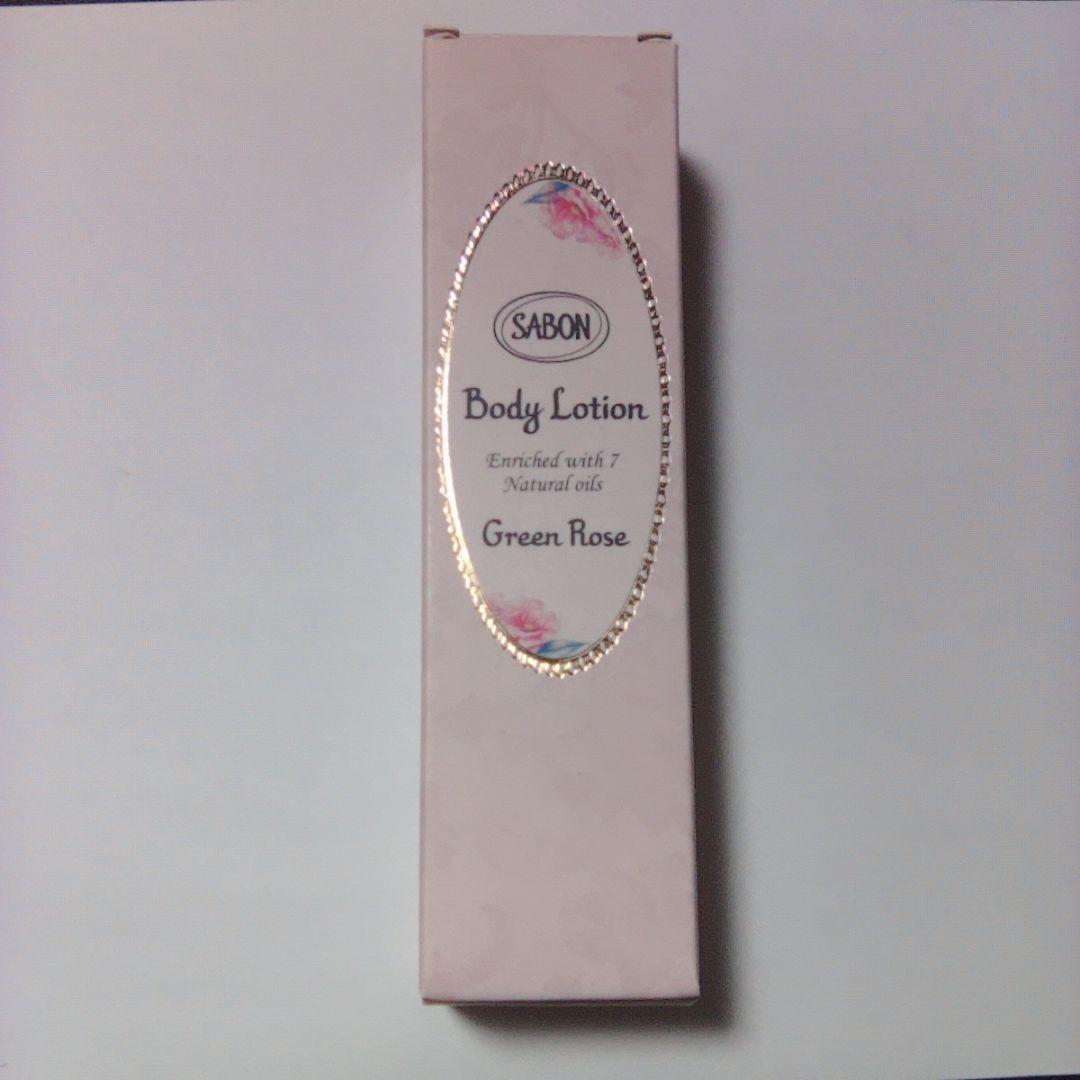 SABON
Body Lotion
Enriched with 7
Natural oils
Green Rose